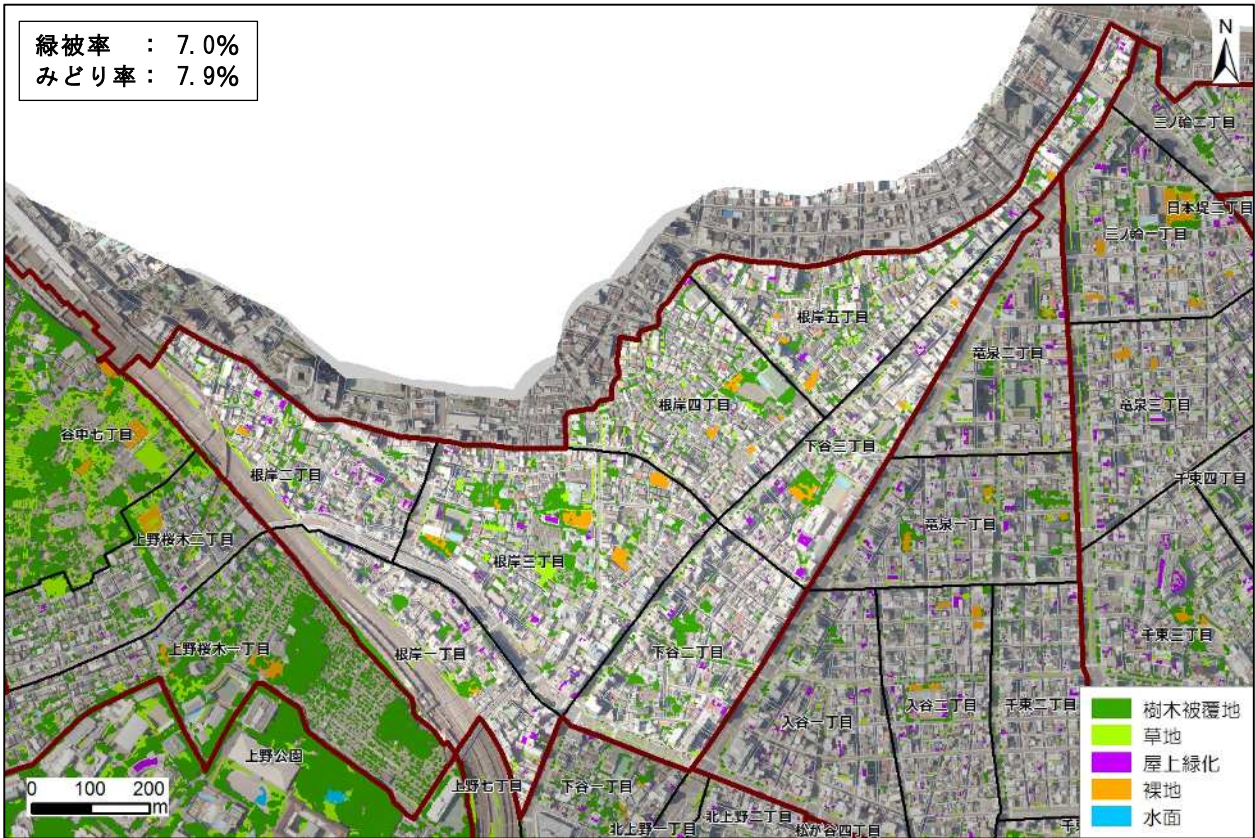 緑被率 : 7.0%
みどり率: 7.9%
N
三ノ輪二丁目
日本堤二丁目
三ノ輪一丁目
根岸五丁目
竜泉二丁目
根岸四丁目
竜泉三丁目
谷中七丁目
下谷三丁目
根岸二丁目
千束四丁目
上野桜木二丁目
竜泉一丁目
根岸三丁目
千束三丁目
上野桜木一丁目
根岸一丁目
下谷二丁目
入谷一丁目
入谷二丁目
千束二丁目
上野公園
上野七丁目
下谷一丁目
北上野一丁目
北上野二丁目
松が谷四丁目
0 100 200
m
樹木被覆地
草地
屋上緑化
裸地
水面